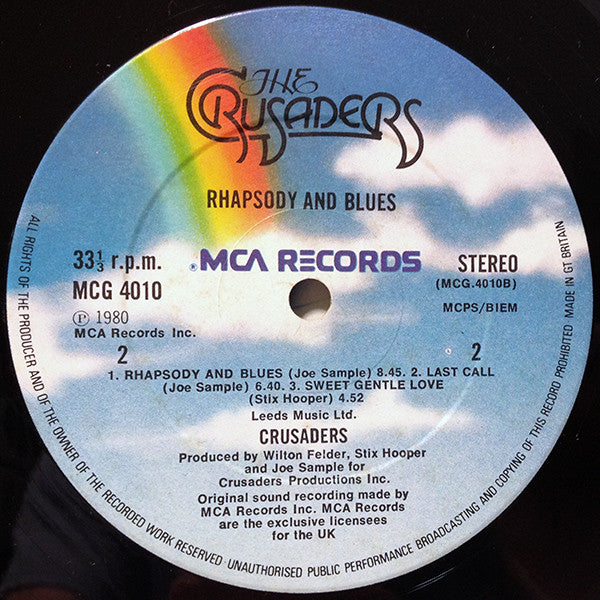 THE
CRUSADERS
RHAPSODY AND BLUES
33⅓ r.p.m.
MCG 4010
Ⓟ 1980
MCA Records Inc.
® MCA RECORDS
STEREO
(MCG.4010B)
MCPS/BIEM
2
2
1. RHAPSODY AND BLUES (Joe Sample) 8.45. 2. LAST CALL
(Joe Sample) 6.40. 3. SWEET GENTLE LOVE
(Stix Hooper) 4.52
Leeds Music Ltd.
CRUSADERS
Produced by Wilton Felder, Stix Hooper
and Joe Sample for
Crusaders Productions Inc.
Original sound recording made by
MCA Records Inc. MCA Records
are the exclusive licensees
for the UK
ALL RIGHTS OF THE PRODUCER AND OF THE OWNER OF THE RECORDED WORK RESERVED UNAUTHORISED PUBLIC PERFORMANCE BROADCASTING AND COPYING OF THIS RECORD PROHIBITED MADE IN GT BRITAIN